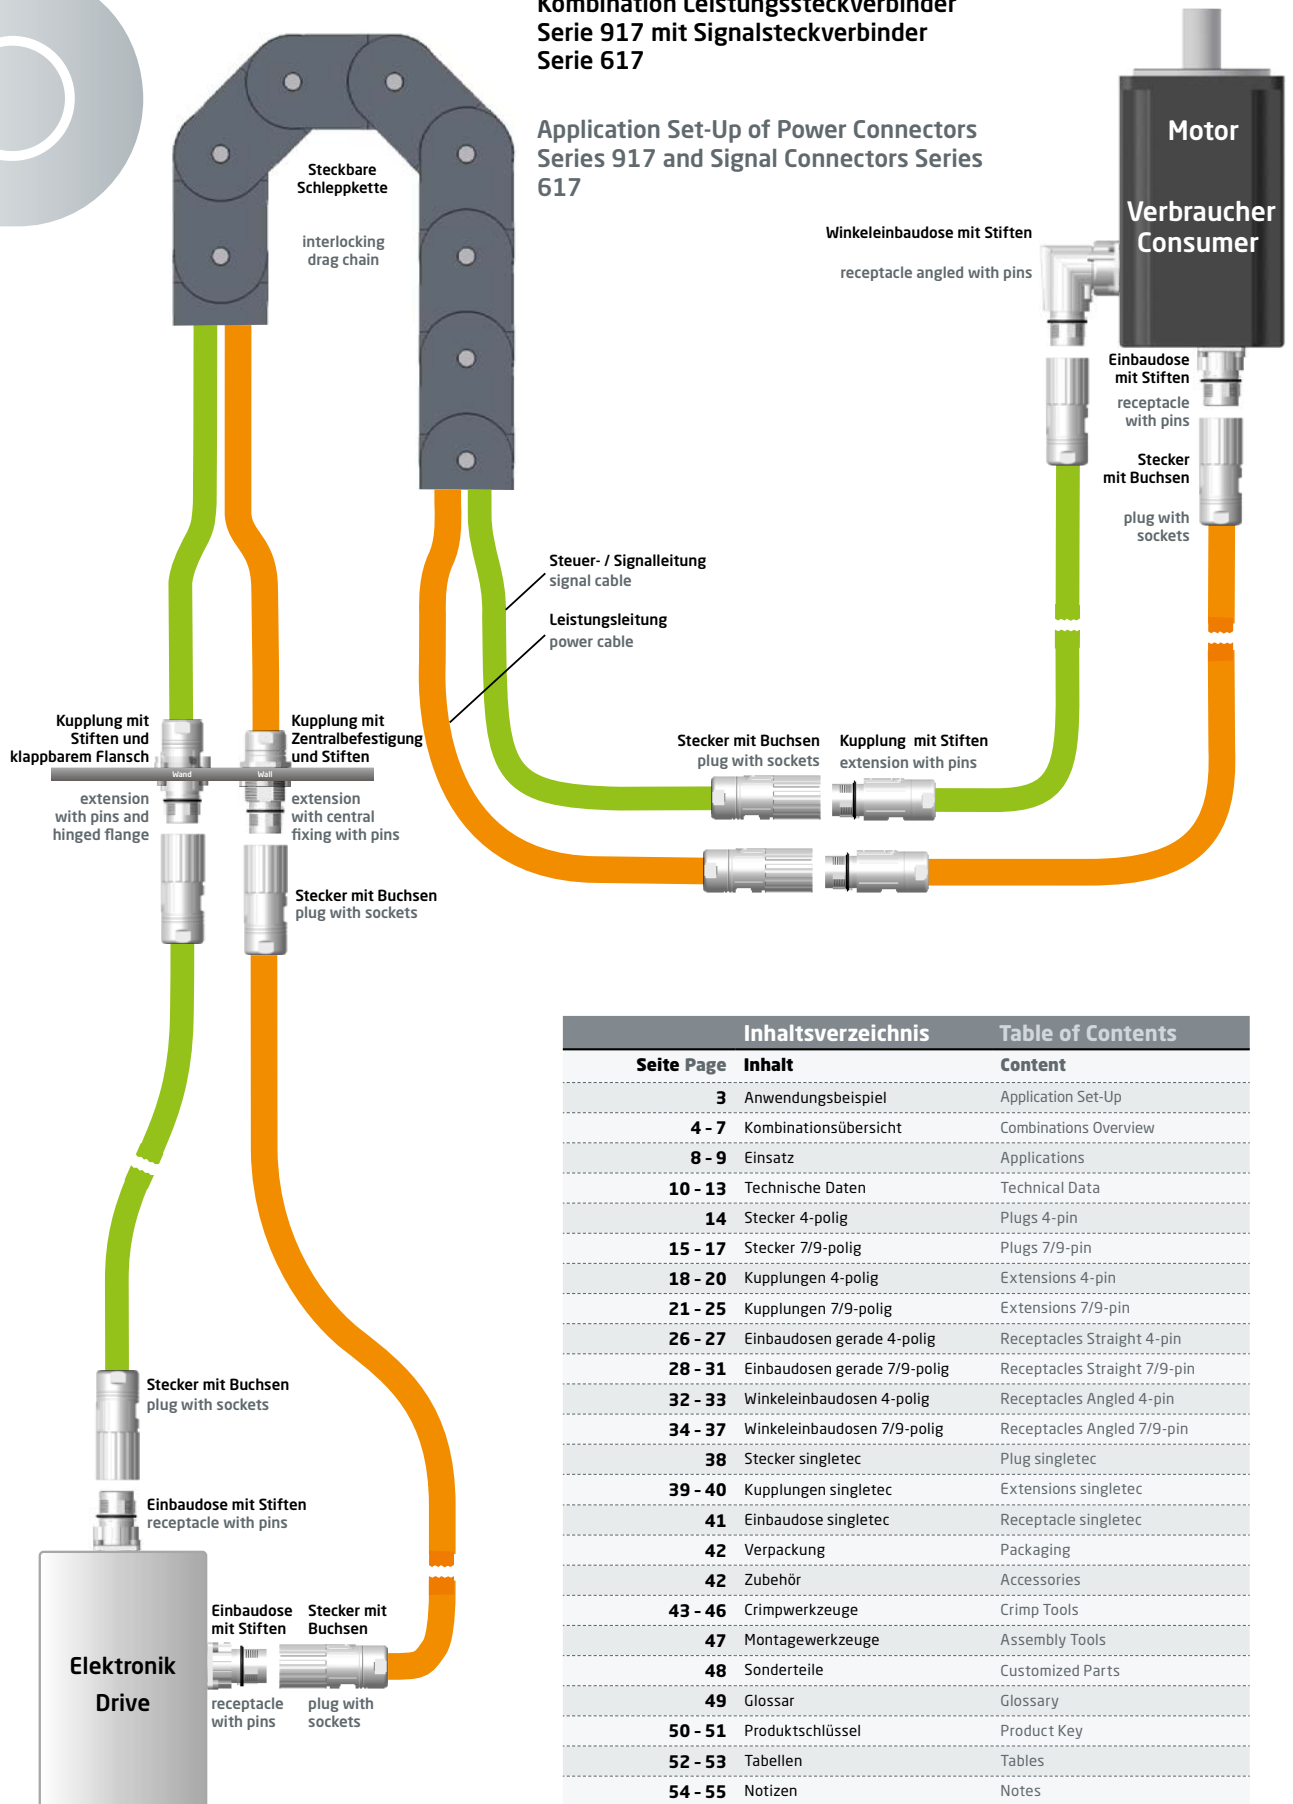 Kombination Leistungssteckverbinder
Serie 917 mit Signalsteckverbinder
Serie 617
Application Set-Up of Power Connectors
Series 917 and Signal Connectors Series
617
Motor
Verbraucher
Consumer
Steckbare
Schleppkette
interlocking
drag chain
Winkeleinbaudose mit Stiften
receptacle angled with pins
Einbaudose
mit Stiften
receptacle
with pins
Stecker
mit Buchsen
plug with
sockets
Steuer- / Signalleitung
signal cable
Leistungsleitung
power cable
Kupplung mit
Stiften und
klappbarem Flansch
Wand
extension
with pins and
hinged flange
Kupplung mit
Zentralbefestigung
und Stiften
Wall
extension
with central
fixing with pins
Stecker mit Buchsen
plug with sockets
Kupplung mit Stiften
extension with pins
Stecker mit Buchsen
plug with sockets
Stecker mit Buchsen
plug with sockets
Einbaudose mit Stiften
receptacle with pins
Einbaudose
mit Stiften
receptacle
with pins
Stecker mit
Buchsen
plug with
sockets
Elektronik
Drive
Inhaltsverzeichnis Table of Contents
Seite Page Inhalt Content
3 Anwendungsbeispiel Application Set-Up
4 – 7 Kombinationsübersicht Combinations Overview
8 – 9 Einsatz Applications
10 – 13 Technische Daten Technical Data
14 Stecker 4-polig Plugs 4-pin
15 – 17 Stecker 7/9-polig Plugs 7/9-pin
18 – 20 Kupplungen 4-polig Extensions 4-pin
21 – 25 Kupplungen 7/9-polig Extensions 7/9-pin
26 – 27 Einbaudosen gerade 4-polig Receptacles Straight 4-pin
28 – 31 Einbaudosen gerade 7/9-polig Receptacles Straight 7/9-pin
32 – 33 Winkeleinbaudosen 4-polig Receptacles Angled 4-pin
34 – 37 Winkeleinbaudosen 7/9-polig Receptacles Angled 7/9-pin
38 Stecker singletec Plug singletec
39 – 40 Kupplungen singletec Extensions singletec
41 Einbaudose singletec Receptacle singletec
42 Verpackung Packaging
42 Zubehör Accessories
43 – 46 Crimpwerkzeuge Crimp Tools
47 Montagewerkzeuge Assembly Tools
48 Sonderteile Customized Parts
49 Glossar Glossary
50 – 51 Produktschlüssel Product Key
52 – 53 Tabellen Tables
54 – 55 Notizen Notes